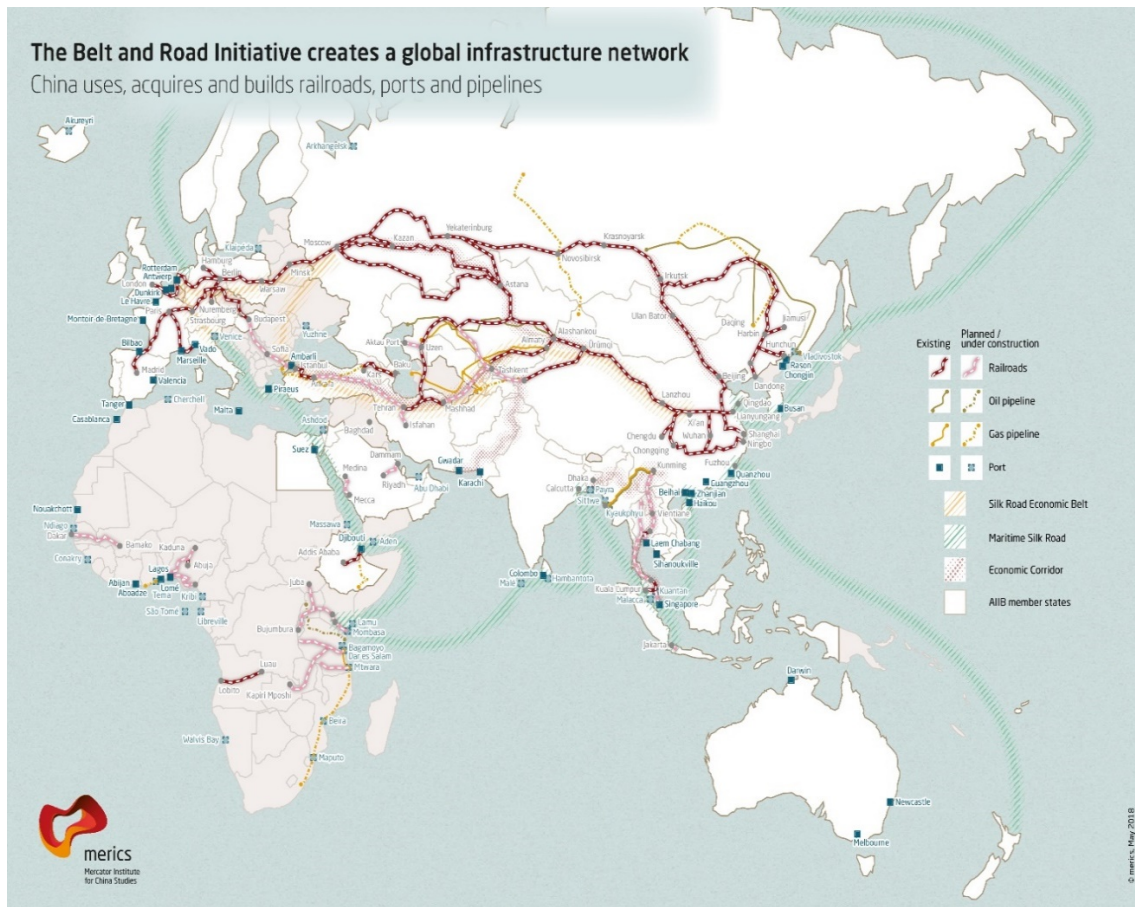 The Belt and Road Initiative creates a global infrastructure network
China uses, acquires and builds railroads, ports and pipelines
Akureyri
Arkhangelsk
Klaipėda
Moscow
Kazan
Yekaterinburg
Krasnoyarsk
Novosibirsk
Irkutsk
Hamburg
Berlin
Minsk
Warsaw
Rotterdam
Antwerp
London
Dunkirk
Le Havre
Paris
Nuremberg
Strasbourg
Budapest
Montoir-de-Bretagne
Venice
Yuzhne
Astana
Ulan Bator
Alashankou
Almaty
Ürümqi
Daqing
Harbin
Jiamusi
Hunchun
Vladivostok
Rason
Chongjin
Bilbao
Vado
Marseille
Madrid
Valencia
Sofia
Ambarli
Istanbul
Aktau Port
Uzen
Baku
Tashkent
Beijing
Dandong
Tanger
Casablanca
Cherchell
Malta
Piraeus
Tehran
Mashhad
Isfahan
Lanzhou
Qingdao
Lianyungang
Busan
Xi'an
Chengdu
Wuhan
Chongqing
Shanghai
Ningbo
Ashdod
Baghdad
Suez
Dammam
Medina
Riyadh
Abu Dhabi
Mecca
Gwadar
Karachi
Fuzhou
Quanzhou
Guangzhou
Kunming
Dhaka
Calcutta
Payra
Sittwe
Kyaukphyu
Beihai
Zhanjian
Haikou
Vientiane
Nouakchott
Ndiago
Dakar
Bamako
Kaduna
Abuja
Conakry
Massawa
Djibouti
Aden
Addis Ababa
Laem Chabang
Sihanoukville
Lagos
Lomé
Tema
Abijan
Aboadze
Kribi
São Tomé
Libreville
Juba
Colombo
Hambantota
Malé
Kuala Lumpur
Kuantan
Malacca
Singapore
Bujumbura
Lamu
Mombasa
Bagamoyo
Dar es Salam
Mtwara
Jakarta
Luau
Lobito
Kapiri Mposhi
Darwin
Walvis Bay
Beira
Maputo
Newcastle
Melbourne
Existing
Planned /
under construction
Railroads
Oil pipeline
Gas pipeline
Port
Silk Road Economic Belt
Maritime Silk Road
Economic Corridor
AIIB member states
merics
Mercator Institute
for China Studies
© merics, May 2018